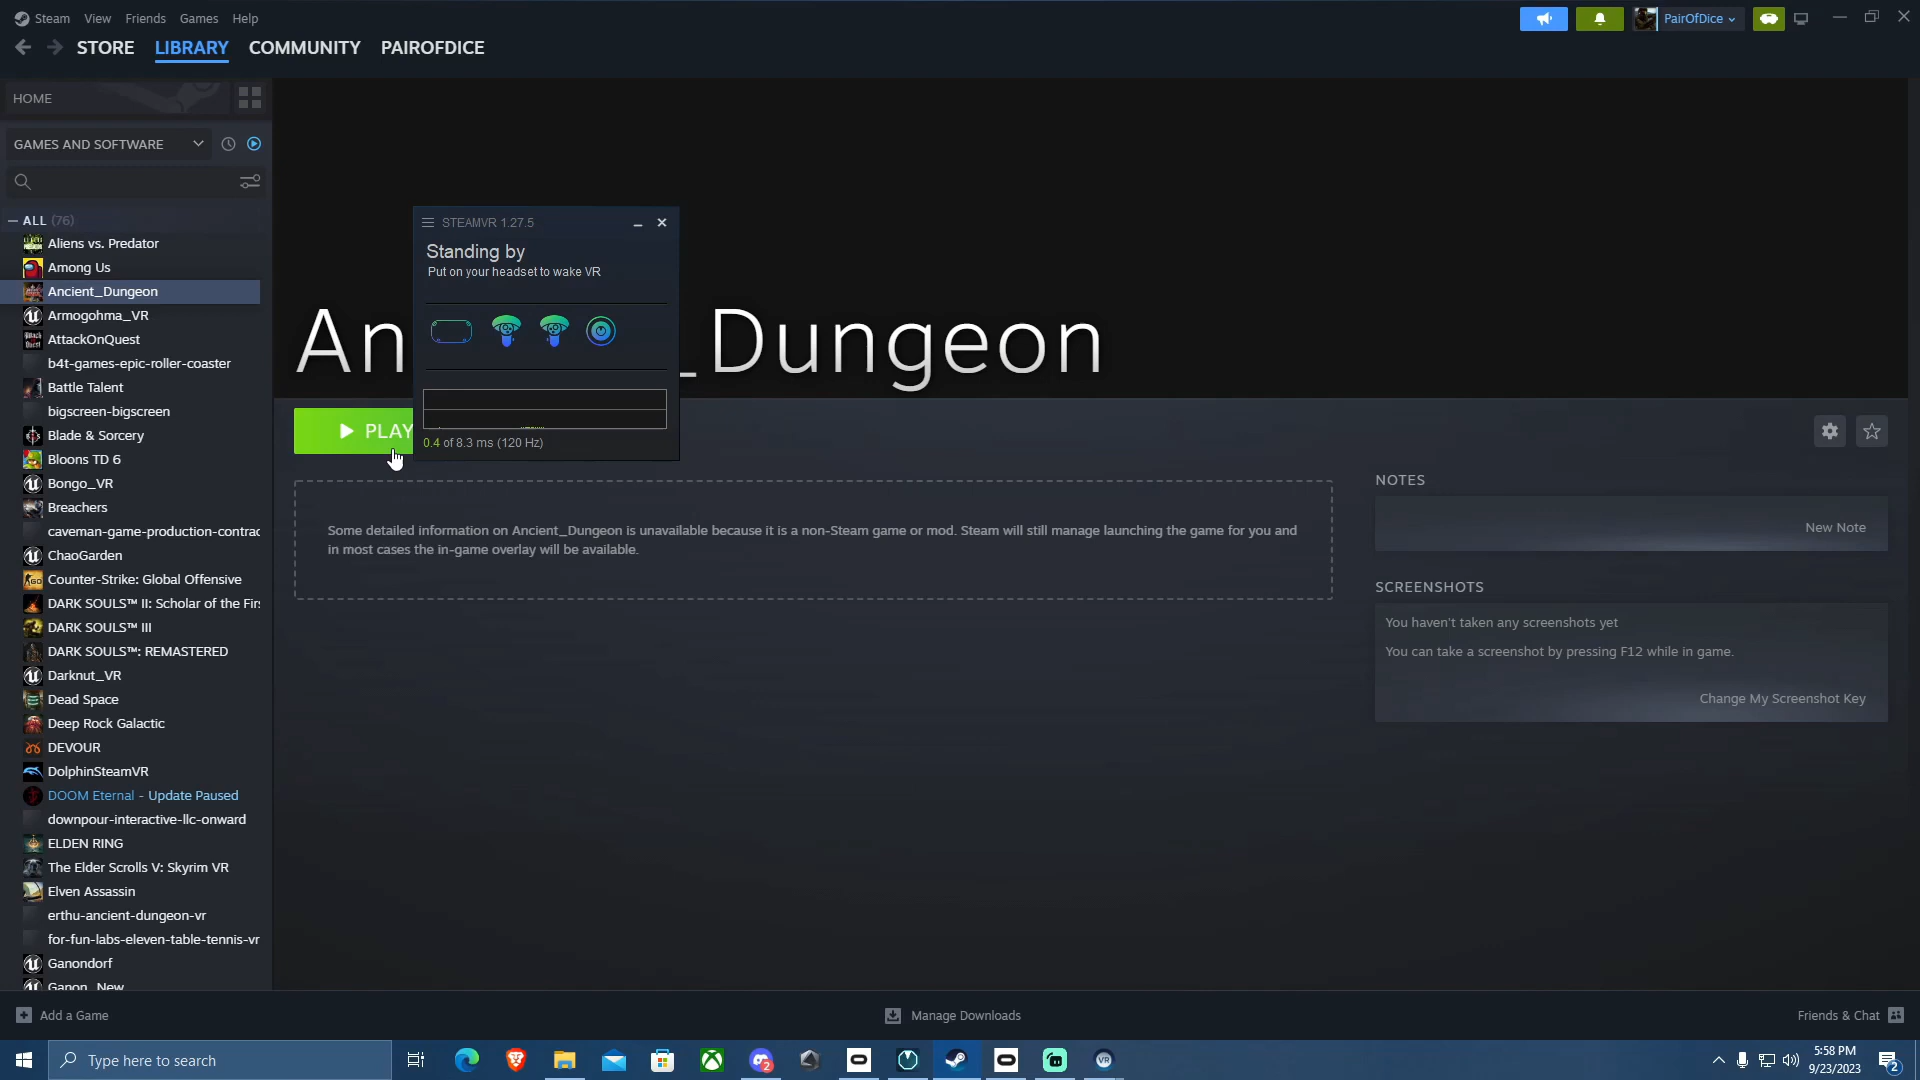 Steam View Friends Games Help PairOfDice
STORE LIBRARY COMMUNITY PAIROFDICE
HOME
GAMES AND SOFTWARE
ALL (76)
Aliens vs. Predator
Among Us
Ancient_Dungeon
Armogohma_VR
AttackOnQuest
b4t-games-epic-roller-coaster
Battle Talent
bigscreen-bigscreen
Blade & Sorcery
Bloons TD 6
Bongo_VR
Breachers
caveman-game-production-contrac
ChaoGarden
Counter-Strike: Global Offensive
DARK SOULS™ II: Scholar of the Firs
DARK SOULS™ III
DARK SOULS™: REMASTERED
Darknut_VR
Dead Space
Deep Rock Galactic
DEVOUR
DolphinSteamVR
DOOM Eternal - Update Paused
downpour-interactive-llc-onward
ELDEN RING
The Elder Scrolls V: Skyrim VR
Elven Assassin
erthu-ancient-dungeon-vr
for-fun-labs-eleven-table-tennis-vr
Ganondorf
Ganon_New
STEAMVR 1.27.5
Standing by
Put on your headset to wake VR
0.4 of 8.3 ms (120 Hz)
An _Dungeon
PLAY
Some detailed information on Ancient_Dungeon is unavailable because it is a non-Steam game or mod. Steam will still manage launching the game for you and
in most cases the in-game overlay will be available.
NOTES
New Note
SCREENSHOTS
You haven't taken any screenshots yet
You can take a screenshot by pressing F12 while in game.
Change My Screenshot Key
Add a Game Manage Downloads Friends & Chat
Type here to search
5:58 PM
9/23/2023
2
2